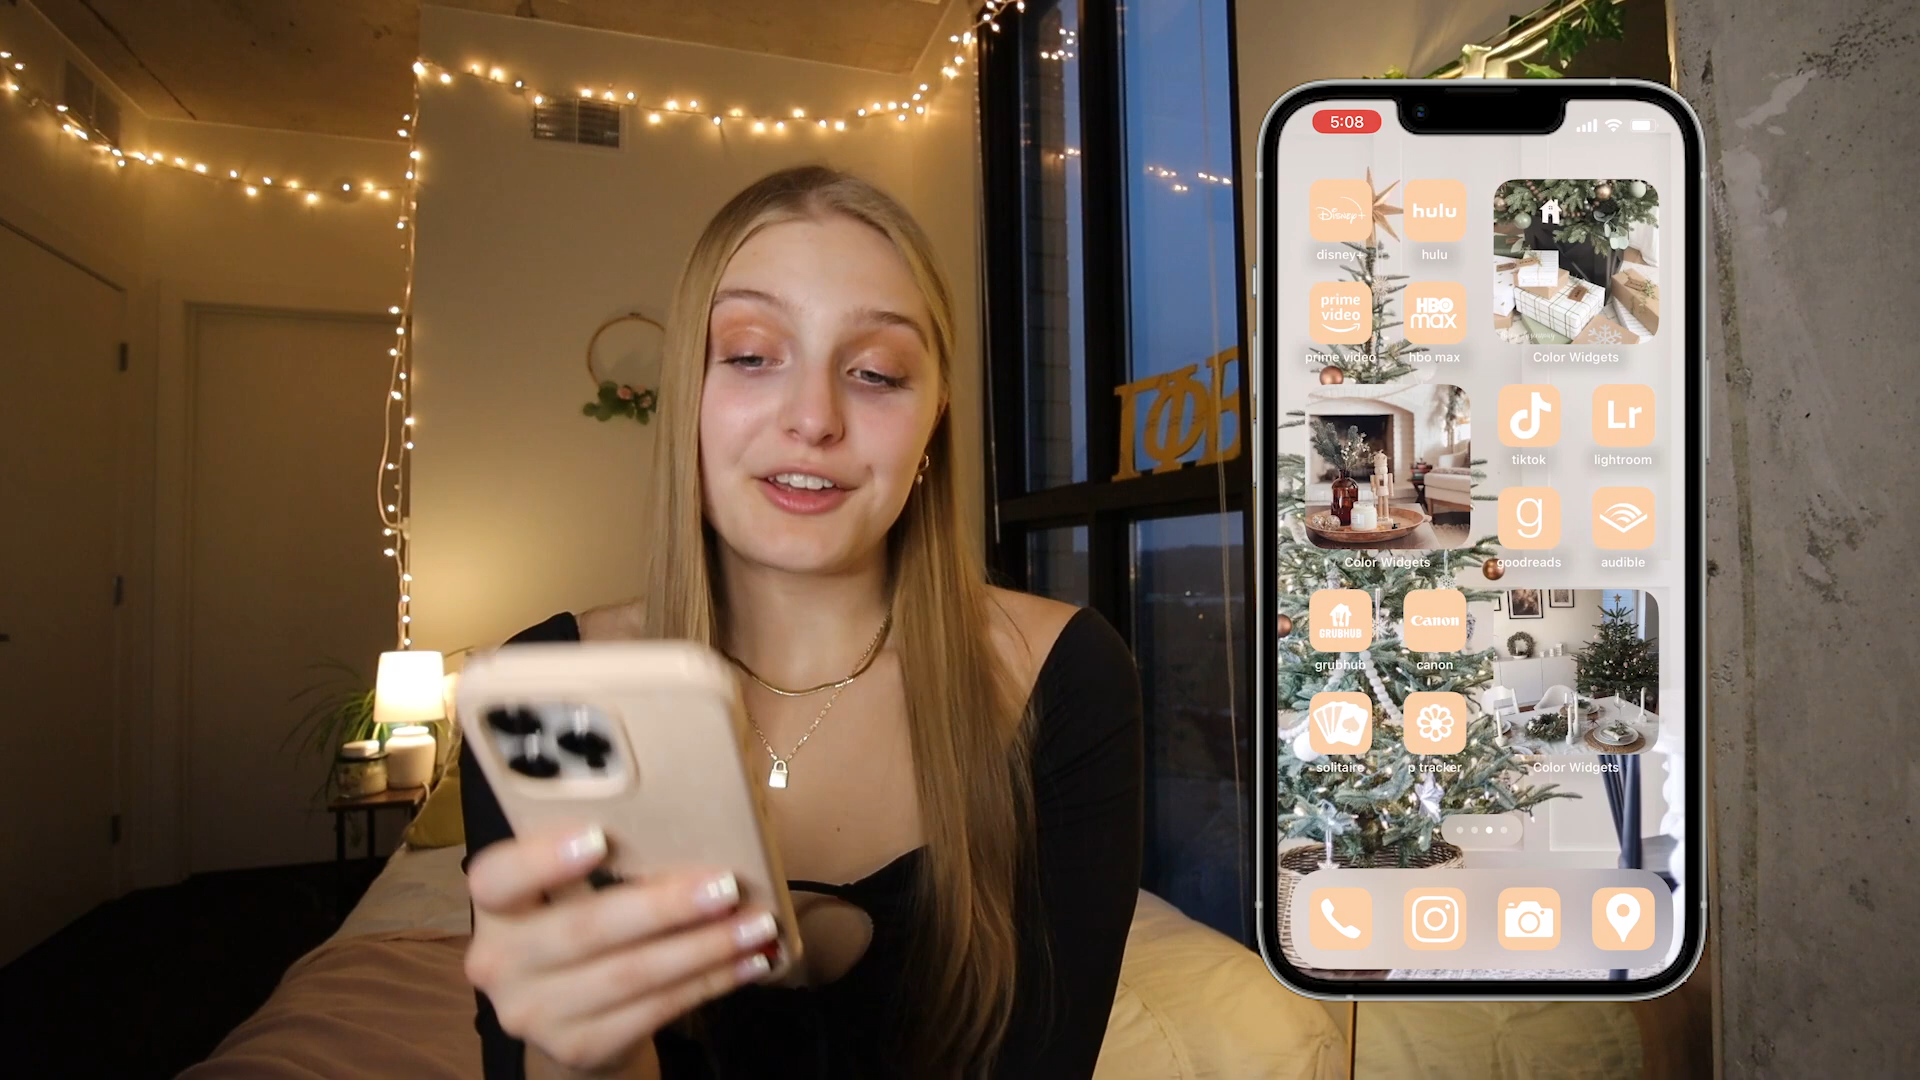 ΓΦΒ
5:08
Disney+
hulu
disney+
hulu
prime
video
HBO
max
prime video
hbo max
Color Widgets
Lr
tiktok
lightroom
g
goodreads
audible
Color Widgets
GRUBHUB
Canon
grubhub
canon
solitaire
p tracker
Color Widgets